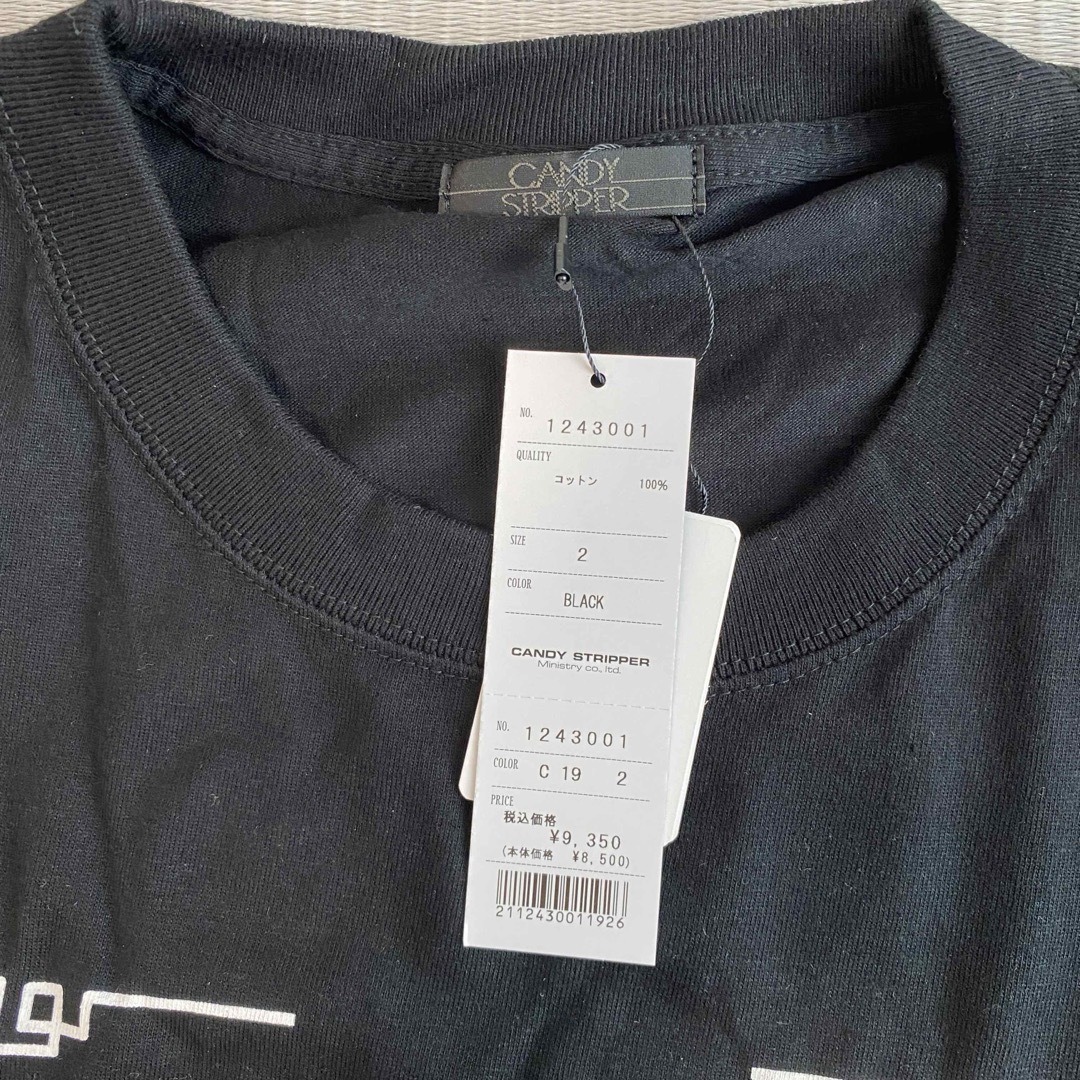 CANDY
STRIPPER
NO.
1243001
QUALITY
コットン 100%
SIZE
2
COLOR
BLACK
CANDY STRIPPER
Ministry co., ltd.
NO.
1243001
COLOR
C 19 2
PRICE
税込価格
¥9,350
(本体価格 ¥8,500)
2112430011926